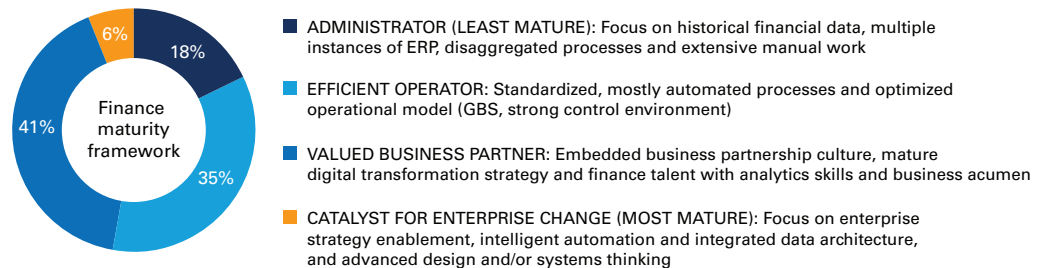 6%
18%
41%
Finance
maturity
framework
35%
ADMINISTRATOR (LEAST MATURE): Focus on historical financial data, multiple
instances of ERP, disaggregated processes and extensive manual work
EFFICIENT OPERATOR: Standardized, mostly automated processes and optimized
operational model (GBS, strong control environment)
VALUED BUSINESS PARTNER: Embedded business partnership culture, mature
digital transformation strategy and finance talent with analytics skills and business acumen
CATALYST FOR ENTERPRISE CHANGE (MOST MATURE): Focus on enterprise
strategy enablement, intelligent automation and integrated data architecture,
and advanced design and/or systems thinking